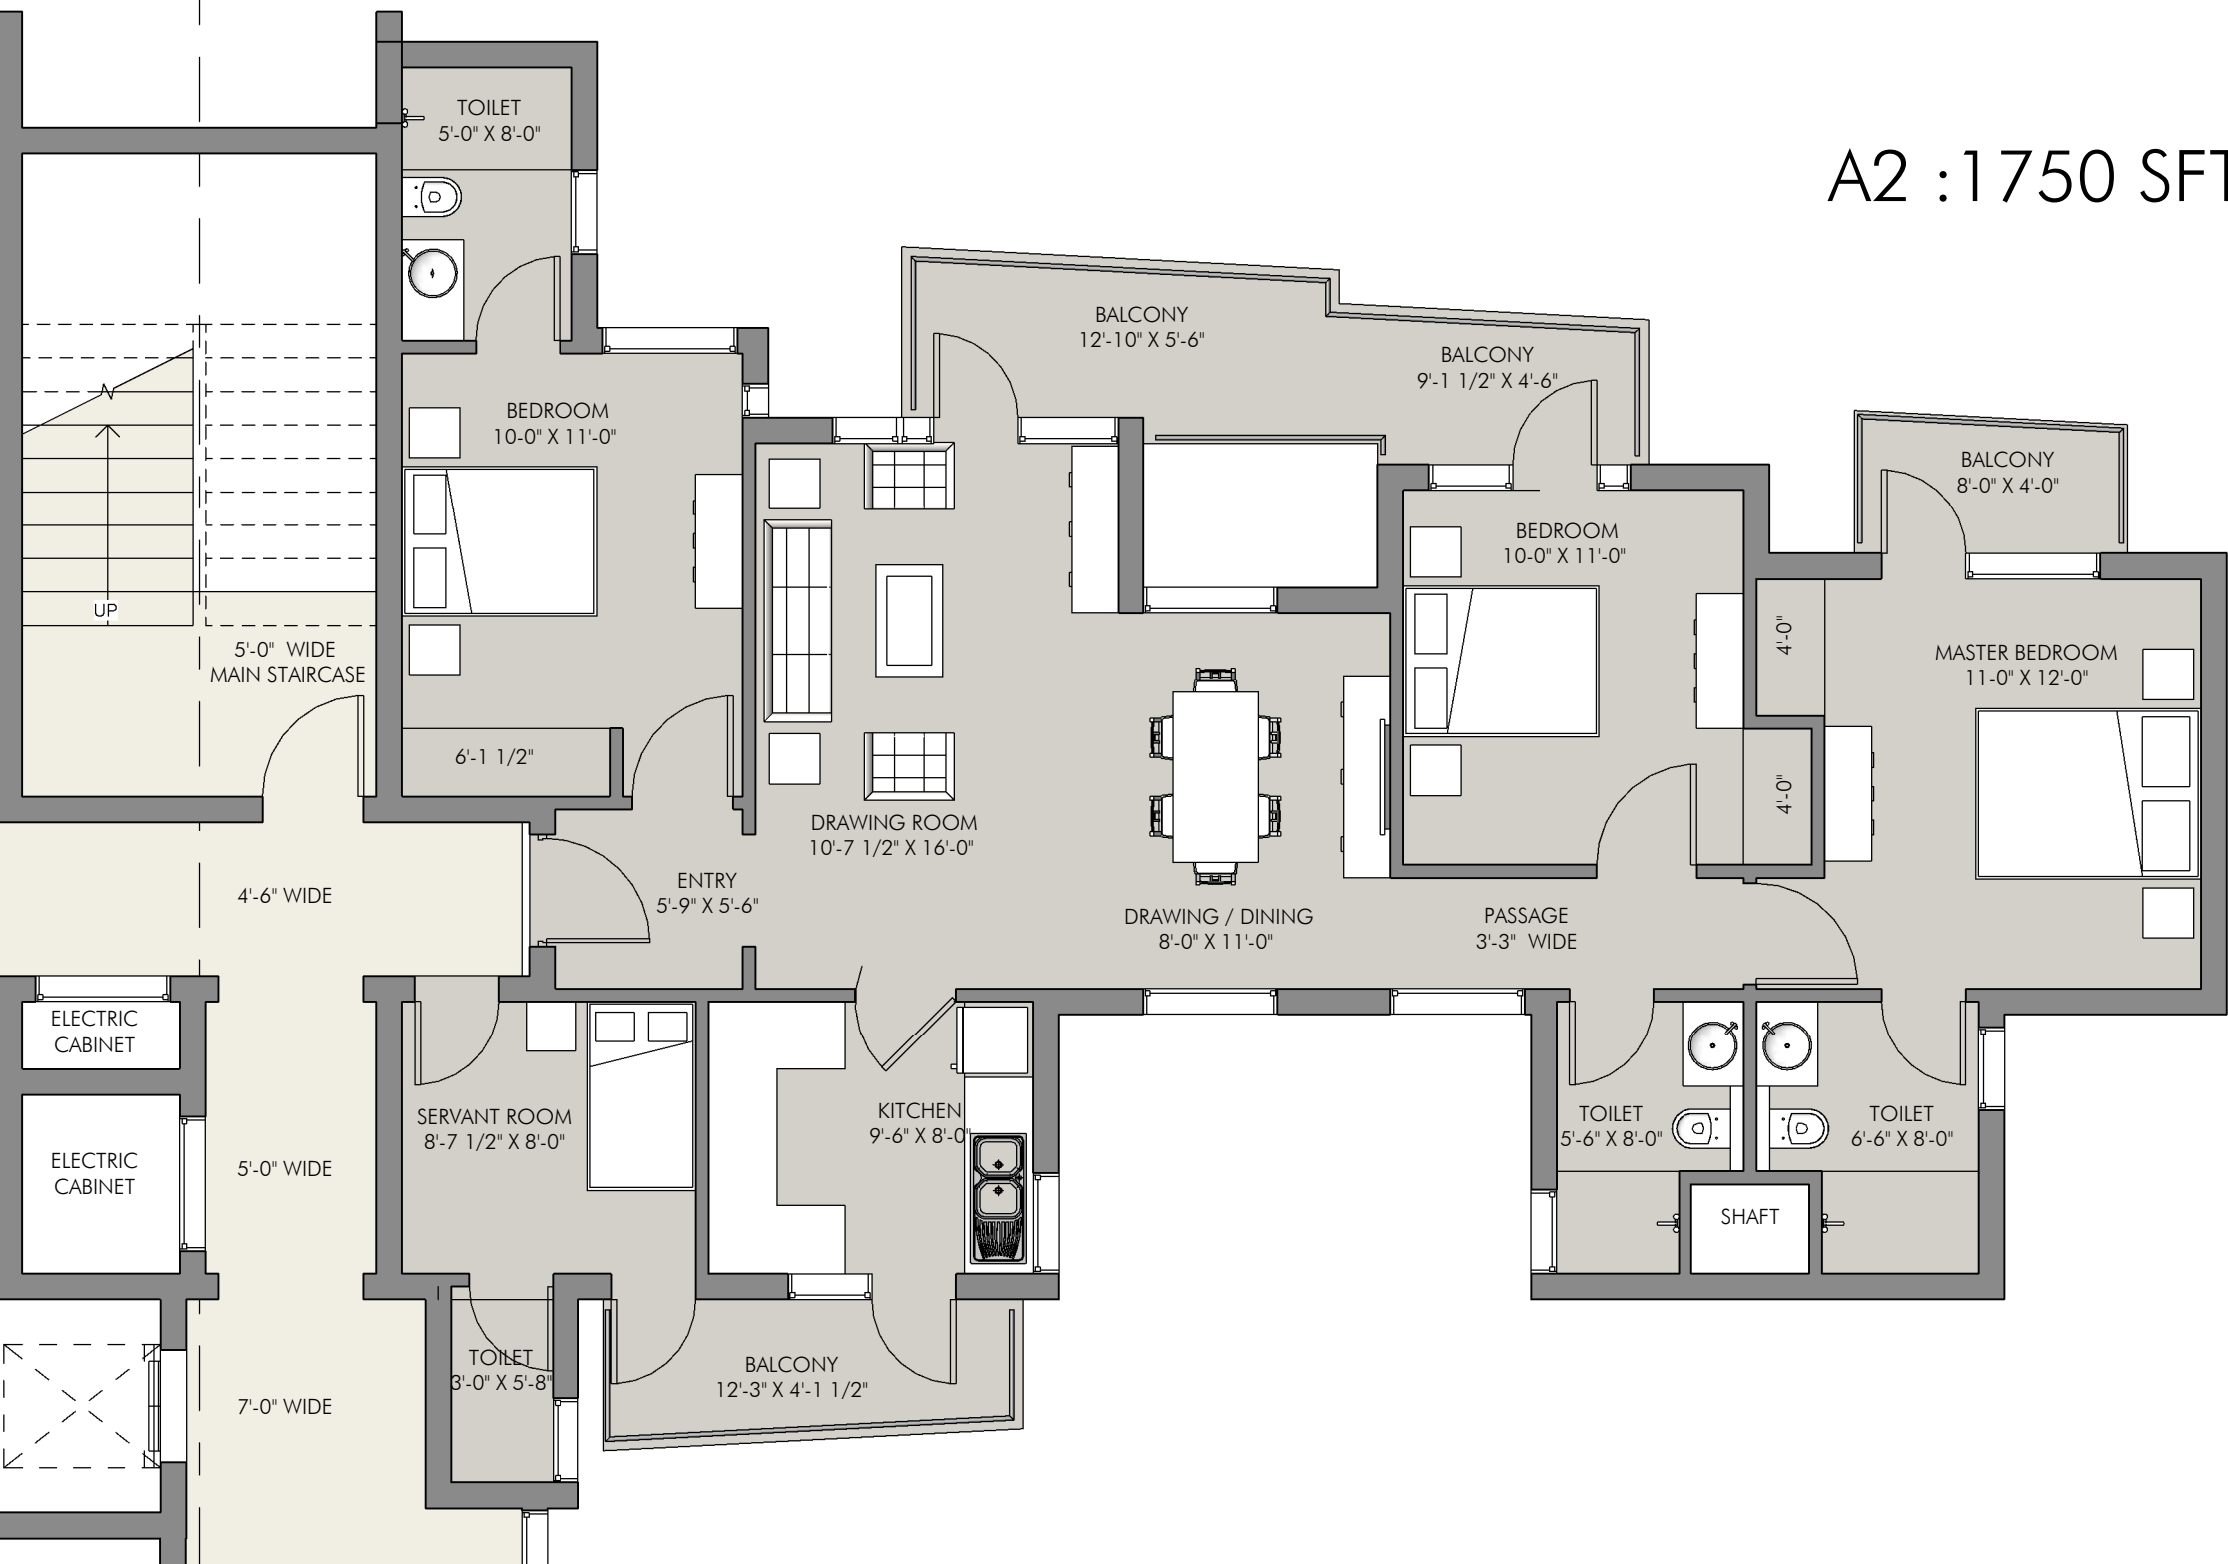 TOILET
5'-0" X 8'-0"
A2 :1750 SFT
BALCONY
12'-10" X 5'-6"
BALCONY
9'-1 1/2" X 4'-6"
BEDROOM
10-0" X 11'-0"
BALCONY
8'-0" X 4'-0"
BEDROOM
10-0" X 11'-0"
UP
5'-0" WIDE
MAIN STAIRCASE
4'-0"
MASTER BEDROOM
11-0" X 12'-0"
6'-1 1/2"
4'-0"
DRAWING ROOM
10'-7 1/2" X 16'-0"
4'-6" WIDE
ENTRY
5'-9" X 5'-6"
DRAWING / DINING
8'-0" X 11'-0"
PASSAGE
3'-3" WIDE
ELECTRIC
CABINET
SERVANT ROOM
8'-7 1/2" X 8'-0"
KITCHEN
9'-6" X 8'-0"
TOILET
5'-6" X 8'-0"
TOILET
6'-6" X 8'-0"
ELECTRIC
CABINET
5'-0" WIDE
SHAFT
TOILET
3'-0" X 5'-8"
BALCONY
12'-3" X 4'-1 1/2"
7'-0" WIDE